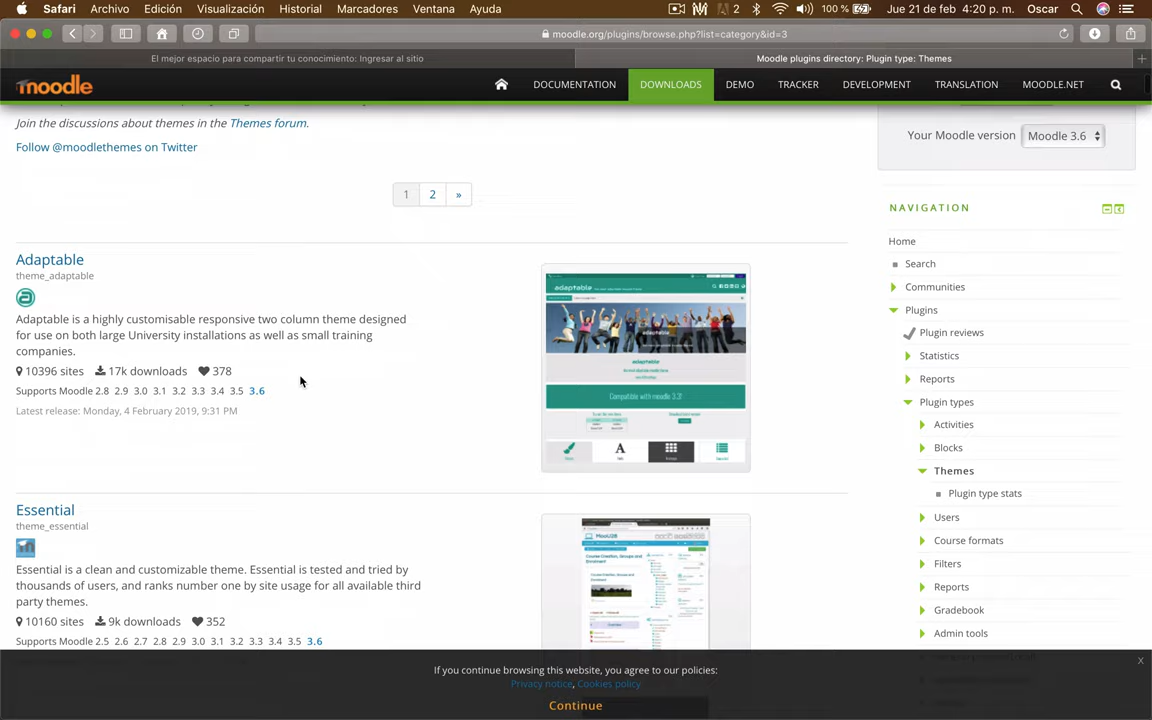 Safari Archivo Edición Visualización Historial Marcadores Ventana Ayuda 2 100 % Jue 21 de feb 4:20 p. m. Oscar
moodle.org/plugins/browse.php?list=category&id=3
El mejor espacio para compartir tu conocimiento: Ingresar al sitio
Moodle plugins directory: Plugin type: Themes
moodle DOCUMENTATION DOWNLOADS DEMO TRACKER DEVELOPMENT TRANSLATION MOODLE.NET
Join the discussions about themes in the Themes forum.
Follow @moodlethemes on Twitter
1 2 »
Adaptable
theme_adaptable
Adaptable is a highly customisable responsive two column theme designed
for use on both large University installations as well as small training
companies.
10396 sites 17k downloads 378
Supports Moodle 2.8 2.9 3.0 3.1 3.2 3.3 3.4 3.5 3.6
Latest release: Monday, 4 February 2019, 9:31 PM
adaptable
adaptable
adaptable
Compatible with moodle 3.3!
Essential
theme_essential
Essential is a clean and customizable theme. Essential is tested and tried by
thousands of users, and ranks number one by site usage for all available third
party themes.
10160 sites 9k downloads 352
Supports Moodle 2.5 2.6 2.7 2.8 2.9 3.0 3.1 3.2 3.3 3.4 3.5 3.6
Your Moodle version Moodle 3.6
NAVIGATION
Home
Search
Communities
Plugins
Plugin reviews
Statistics
Reports
Plugin types
Activities
Blocks
Themes
Plugin type stats
Users
Course formats
Filters
Reports
Gradebook
Admin tools
If you continue browsing this website, you agree to our policies:
x
Privacy notice, Cookies policy
Continue